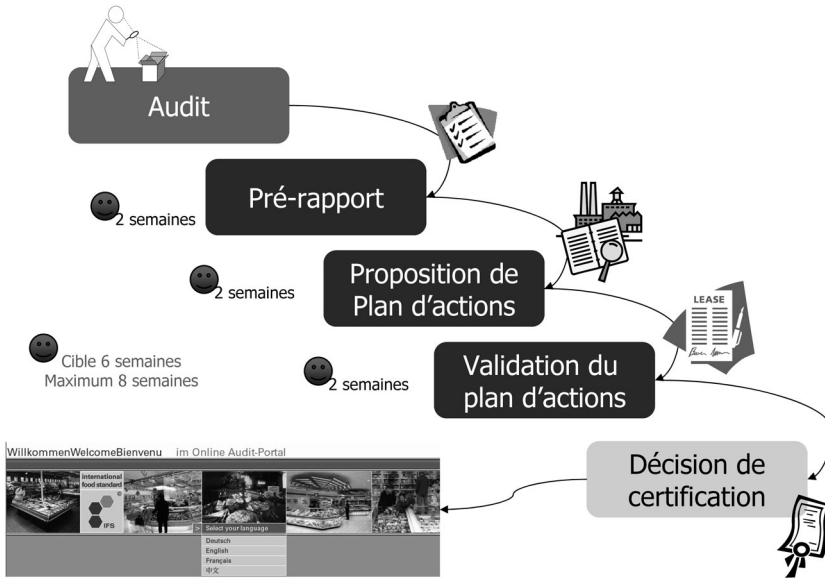 Audit
Pré-rapport
2 semaines
Proposition de
Plan d’actions
2 semaines
LEASE
Validation du
plan d’actions
2 semaines
Cible 6 semaines
Maximum 8 semaines
Décision de
certification
WillkommenWelcomeBienvenu im Online Audit-Portal
international
food standard
©
IFS
> Select your language
Deutsch
English
Français
中文